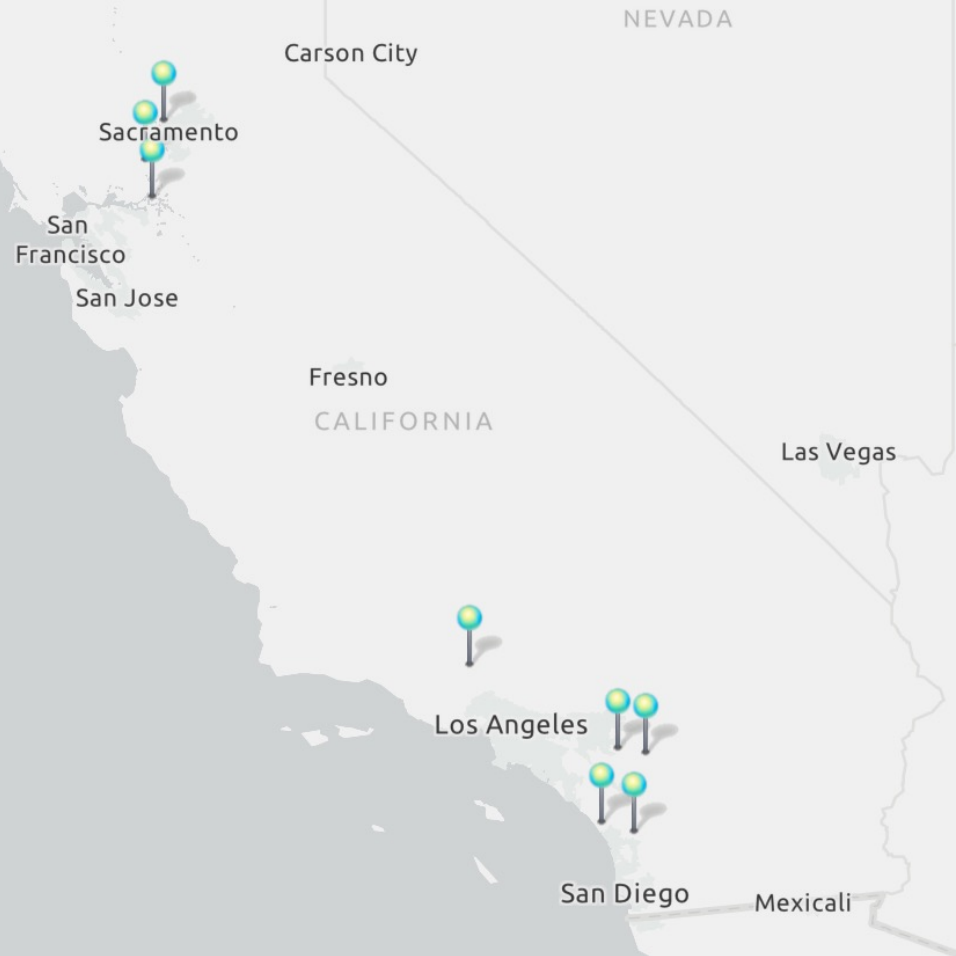 NEVADA
Carson City
Sacramento
San
Francisco
San Jose
Fresno
CALIFORNIA
Las Vegas
Los Angeles
San Diego
Mexicali